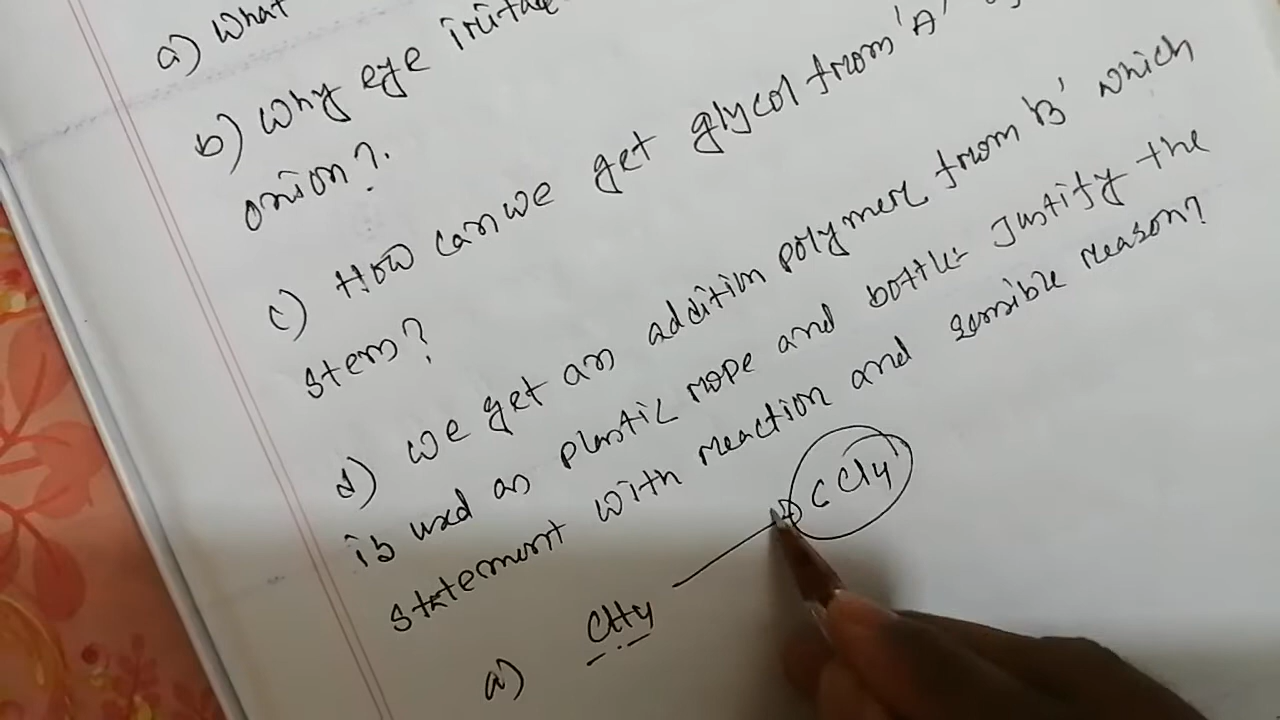 a) What
b) Why eye
onion?
c) How can we get glycol from 'A'
stem?
d) We get an addition polymer from 'B' which
is used as plastic rope and bottle. Justify the
statement with reaction and sensible reason?
CCl4
a) CH4